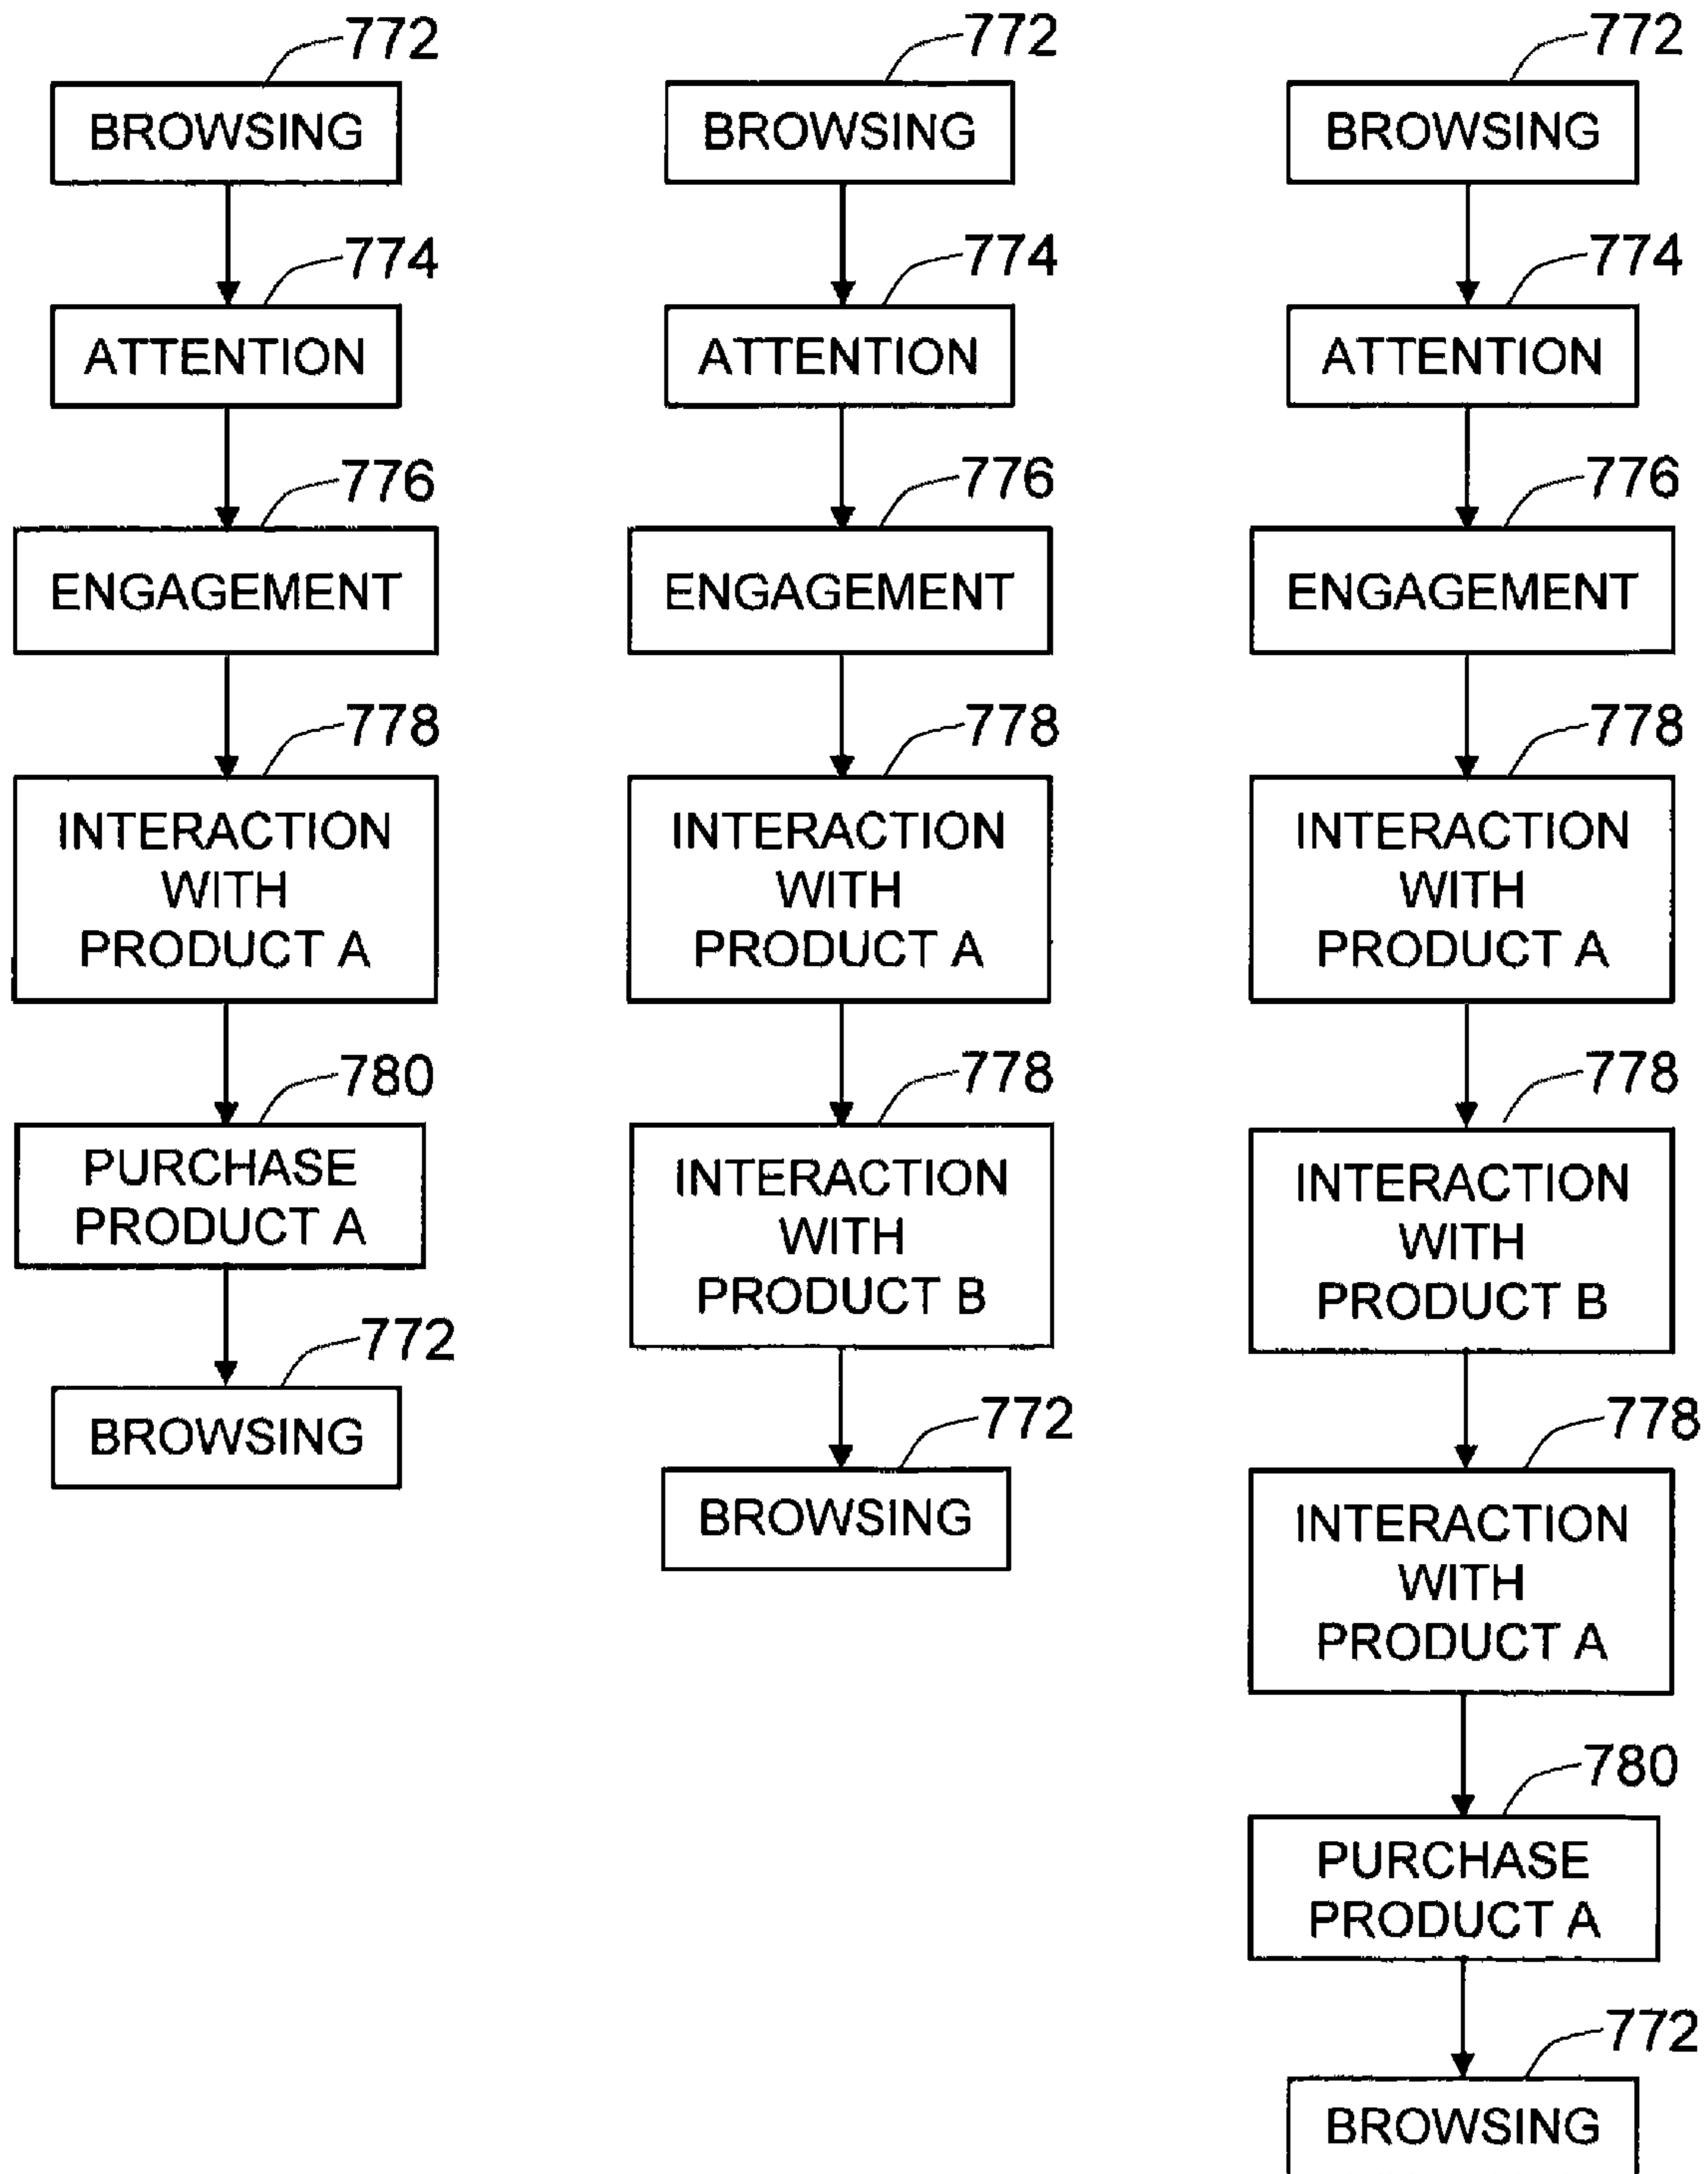 772
BROWSING
774
ATTENTION
776
ENGAGEMENT
778
INTERACTION
WITH
PRODUCT A
780
PURCHASE
PRODUCT A
772
BROWSING
772
BROWSING
774
ATTENTION
776
ENGAGEMENT
778
INTERACTION
WITH
PRODUCT A
778
INTERACTION
WITH
PRODUCT B
772
BROWSING
772
BROWSING
774
ATTENTION
776
ENGAGEMENT
778
INTERACTION
WITH
PRODUCT A
778
INTERACTION
WITH
PRODUCT B
778
INTERACTION
WITH
PRODUCT A
780
PURCHASE
PRODUCT A
772
BROWSING